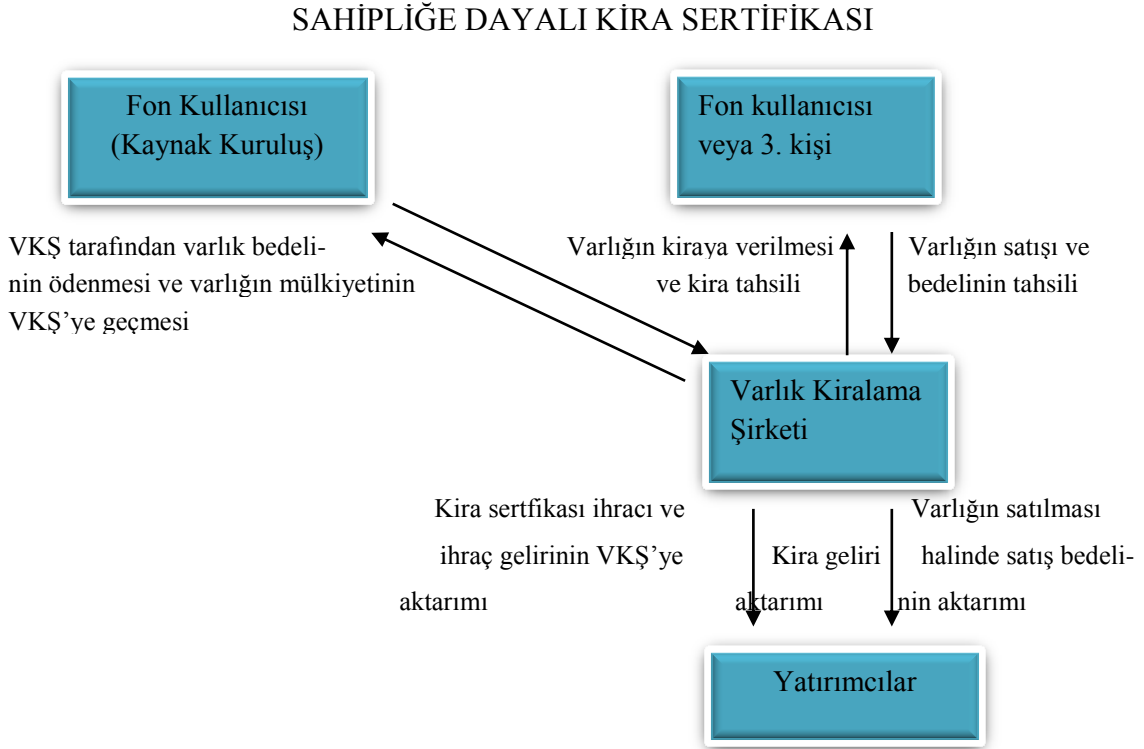 SAHİPLİĞE DAYALI KİRA SERTİFİKASI
Fon Kullanıcısı
(Kaynak Kuruluş)
Fon kullanıcısı
veya 3. kişi
VKŞ tarafından varlık bedeli-
nin ödenmesi ve varlığın mülkiyetinin
VKŞ’ye geçmesi
Varlığın kiraya verilmesi
ve kira tahsili
Varlığın satışı ve
bedelinin tahsili
Varlık Kiralama
Şirketi
Kira sertfikası ihracı ve
ihraç gelirinin VKŞ’ye
aktarımı
Kira geliri
aktarımı
Varlığın satılması
halinde satış bedeli-
nin aktarımı
Yatırımcılar